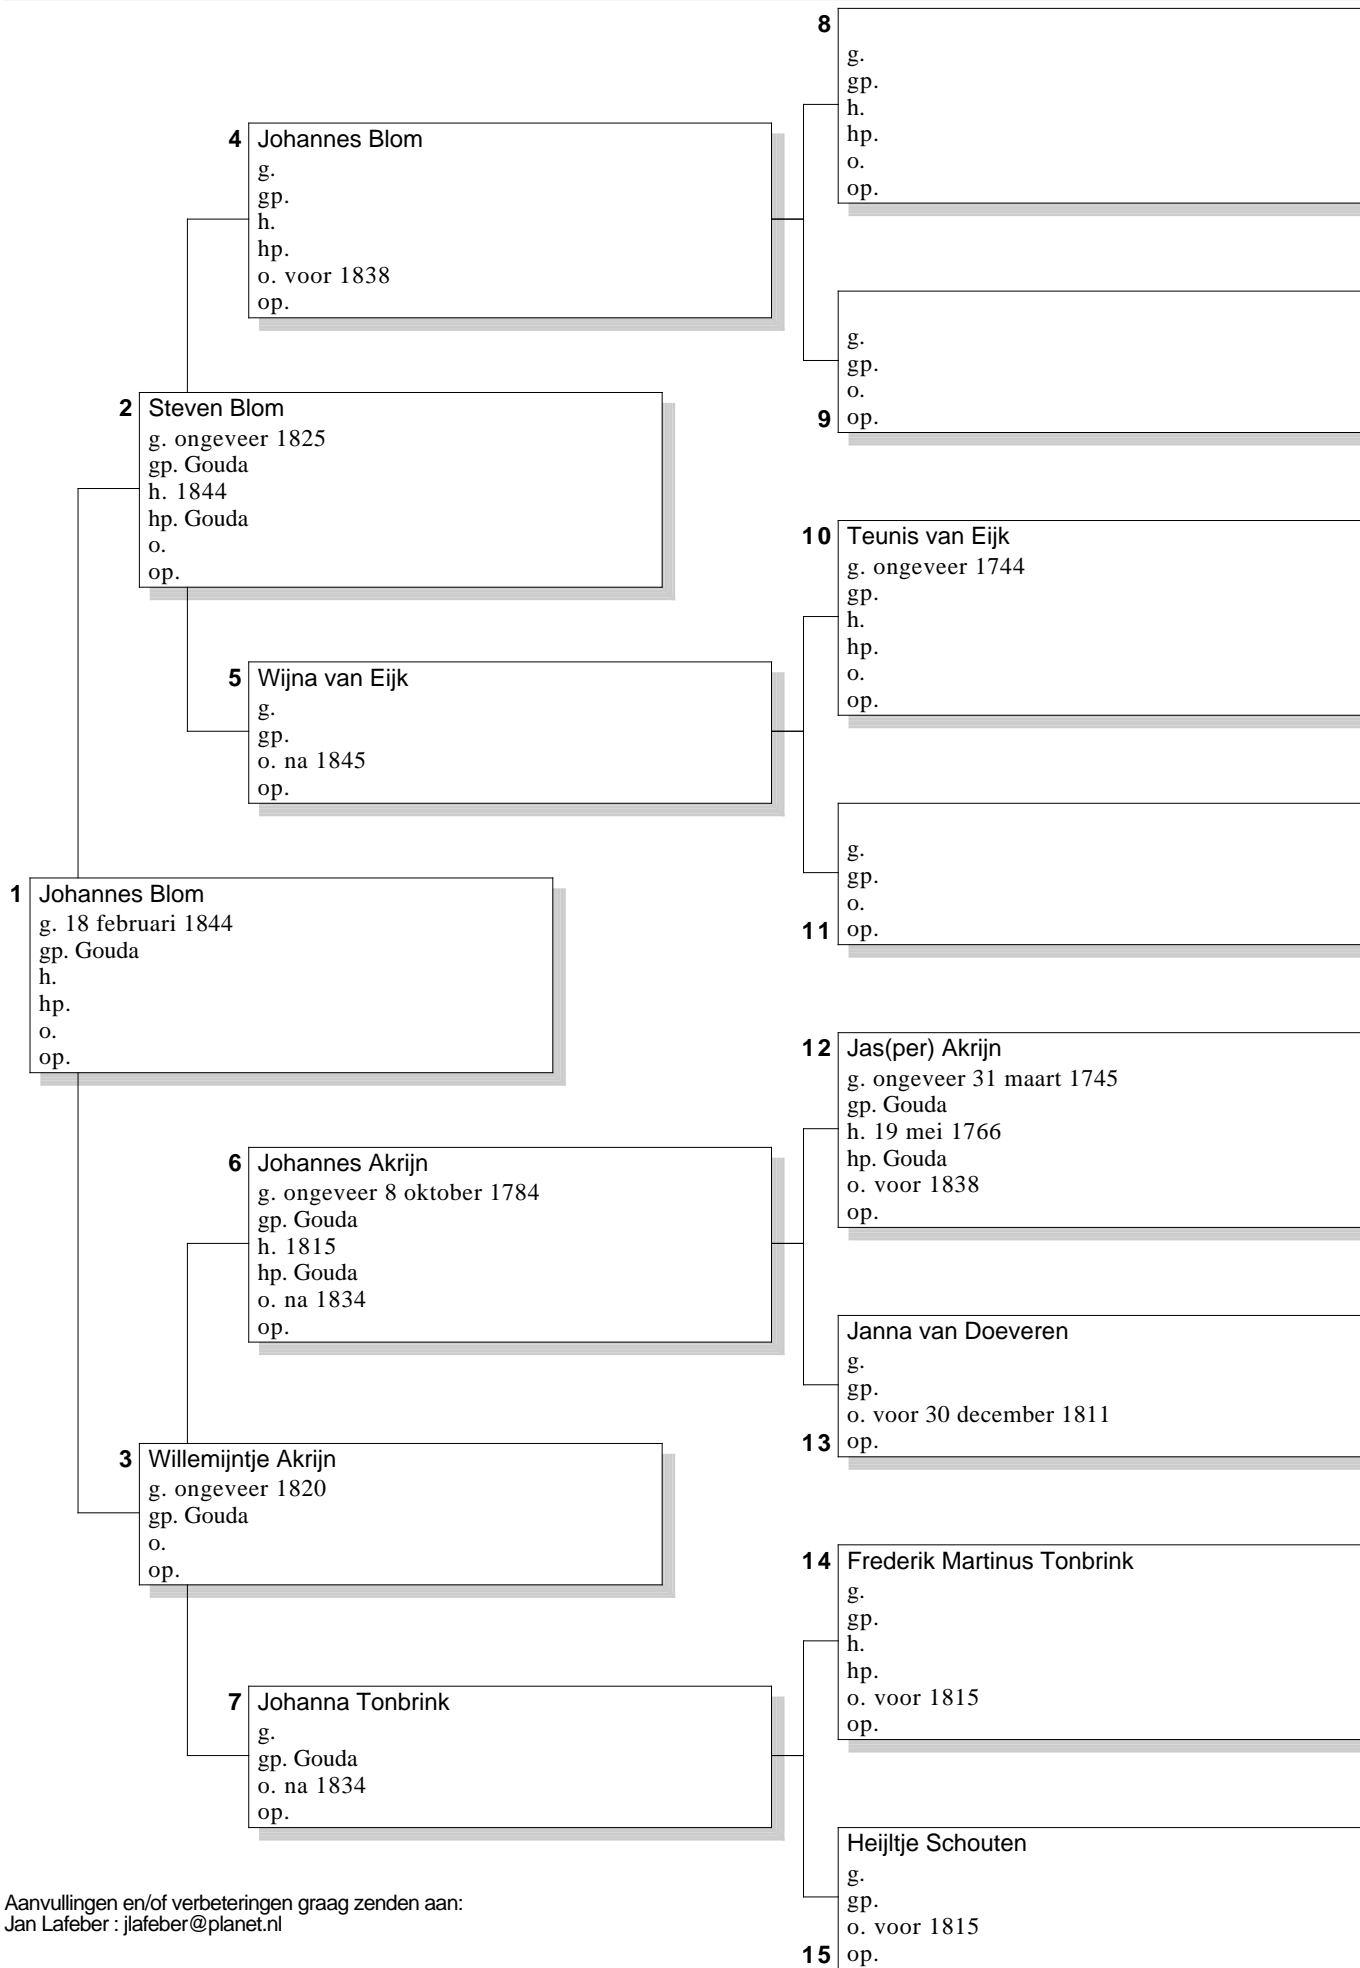 8
g.
gp.
h.
hp.
o.
op.
4 Johannes Blom
g.
gp.
h.
hp.
o. voor 1838
op.
g.
gp.
o.
9 op.
2 Steven Blom
g. ongeveer 1825
gp. Gouda
h. 1844
hp. Gouda
o.
op.
10 Teunis van Eijk
g. ongeveer 1744
gp.
h.
hp.
o.
op.
5 Wijna van Eijk
g.
gp.
o. na 1845
op.
g.
gp.
o.
11 op.
1 Johannes Blom
g. 18 februari 1844
gp. Gouda
h.
hp.
o.
op.
12 Jas(per) Akrijn
g. ongeveer 31 maart 1745
gp. Gouda
h. 19 mei 1766
hp. Gouda
o. voor 1838
op.
6 Johannes Akrijn
g. ongeveer 8 oktober 1784
gp. Gouda
h. 1815
hp. Gouda
o. na 1834
op.
Janna van Doeveren
g.
gp.
o. voor 30 december 1811
13 op.
3 Willemijntje Akrijn
g. ongeveer 1820
gp. Gouda
o.
op.
14 Frederik Martinus Tonbrink
g.
gp.
h.
hp.
o. voor 1815
op.
7 Johanna Tonbrink
g.
gp. Gouda
o. na 1834
op.
Heijltje Schouten
g.
gp.
o. voor 1815
15 op.
Aanvullingen en/of verbeteringen graag zenden aan:
Jan Lafeber : jlafeber@planet.nl